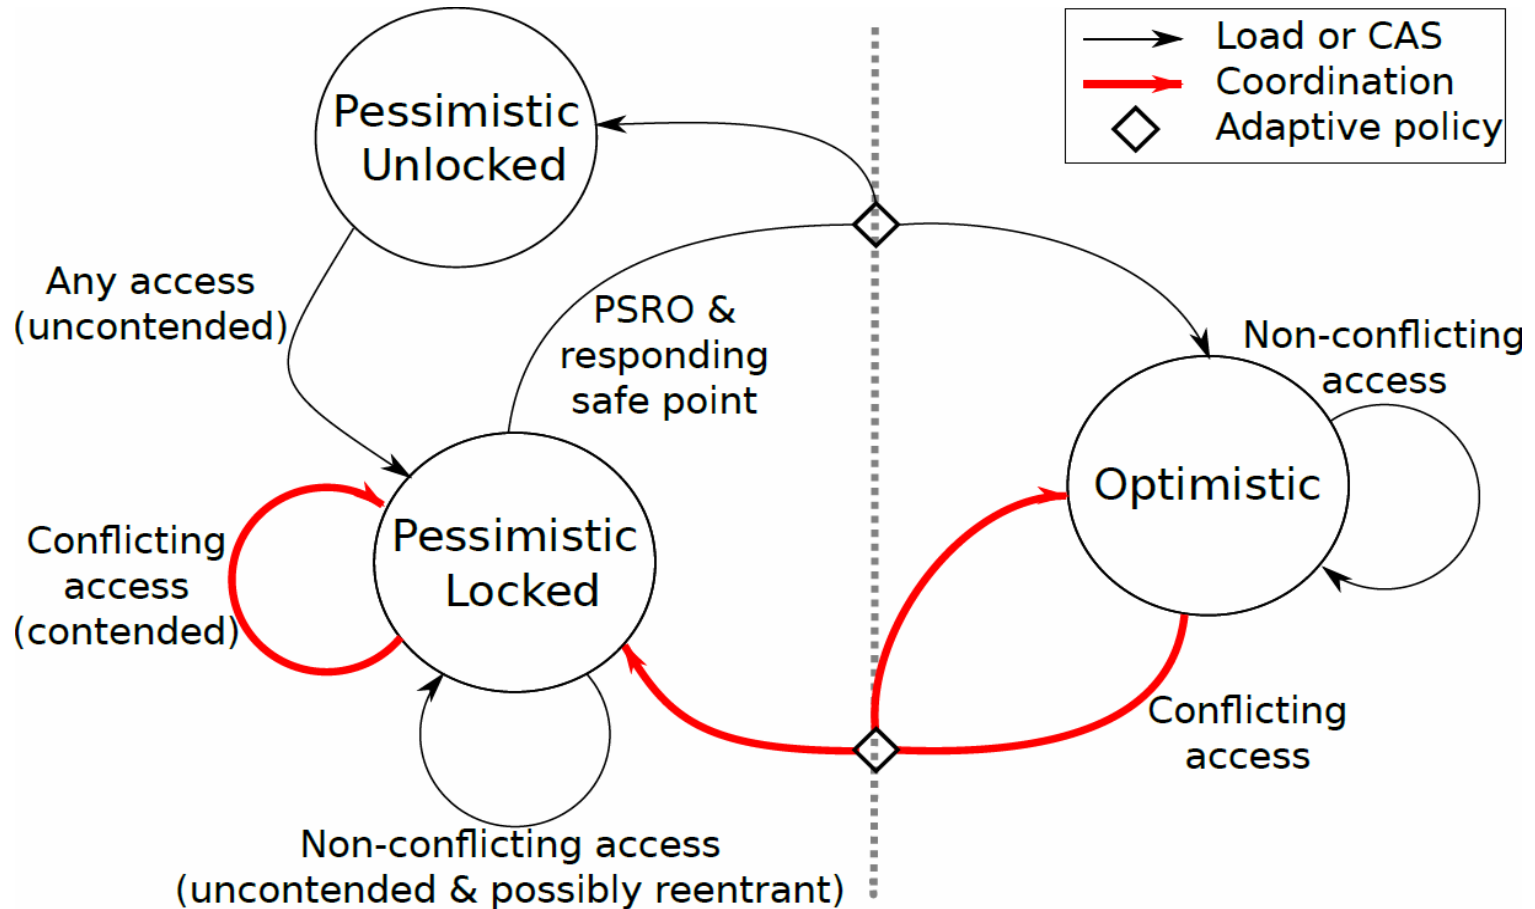 Load or CAS
Coordination
Adaptive policy
Pessimistic
Unlocked
Any access
(uncontended)
PSRO &
responding
safe point
Non-conflicting
access
Optimistic
Conflicting
access
(contended)
Pessimistic
Locked
Conflicting
access
Non-conflicting access
(uncontended & possibly reentrant)